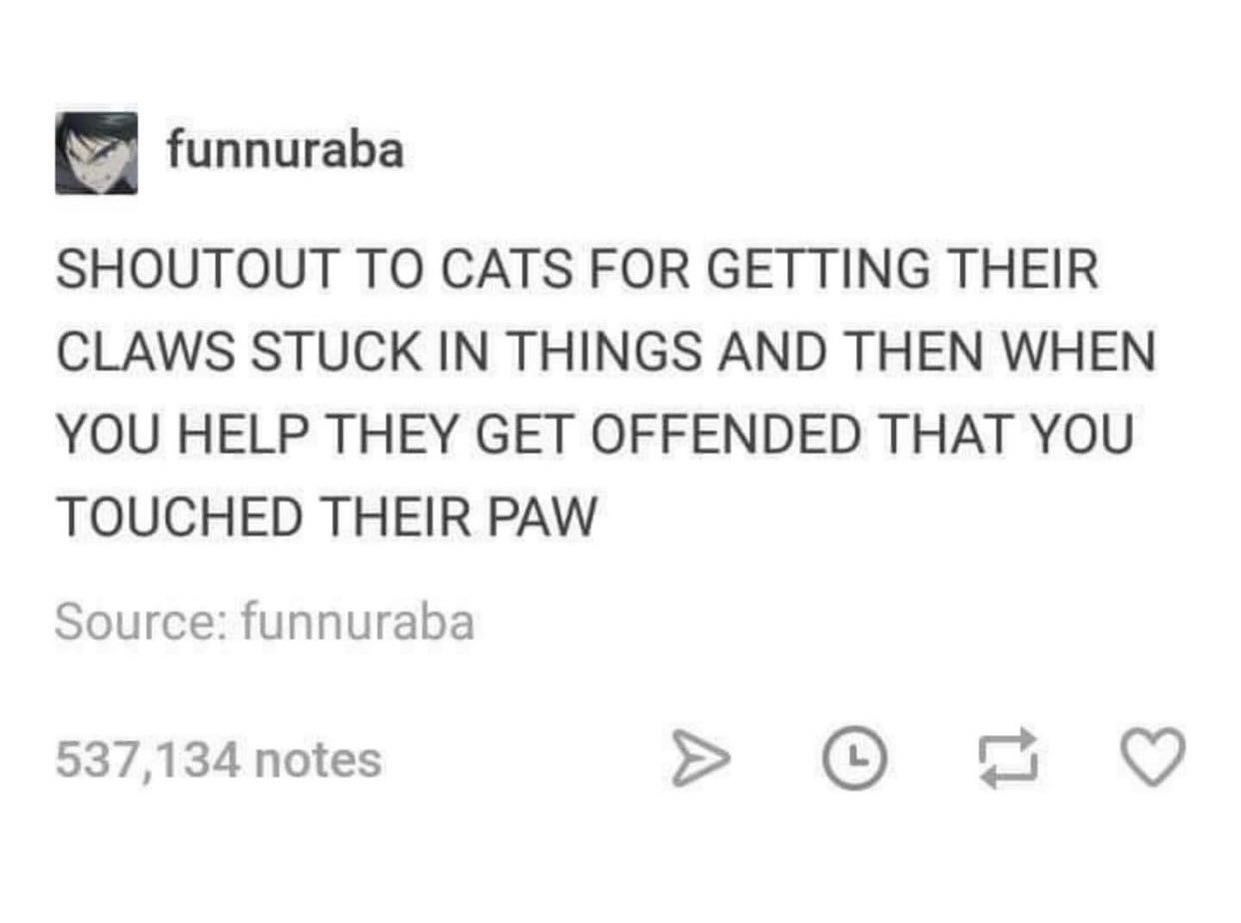 funnuraba
SHOUTOUT TO CATS FOR GETTING THEIR
CLAWS STUCK IN THINGS AND THEN WHEN
YOU HELP THEY GET OFFENDED THAT YOU
TOUCHED THEIR PAW
Source: funnuraba
537,134 notes